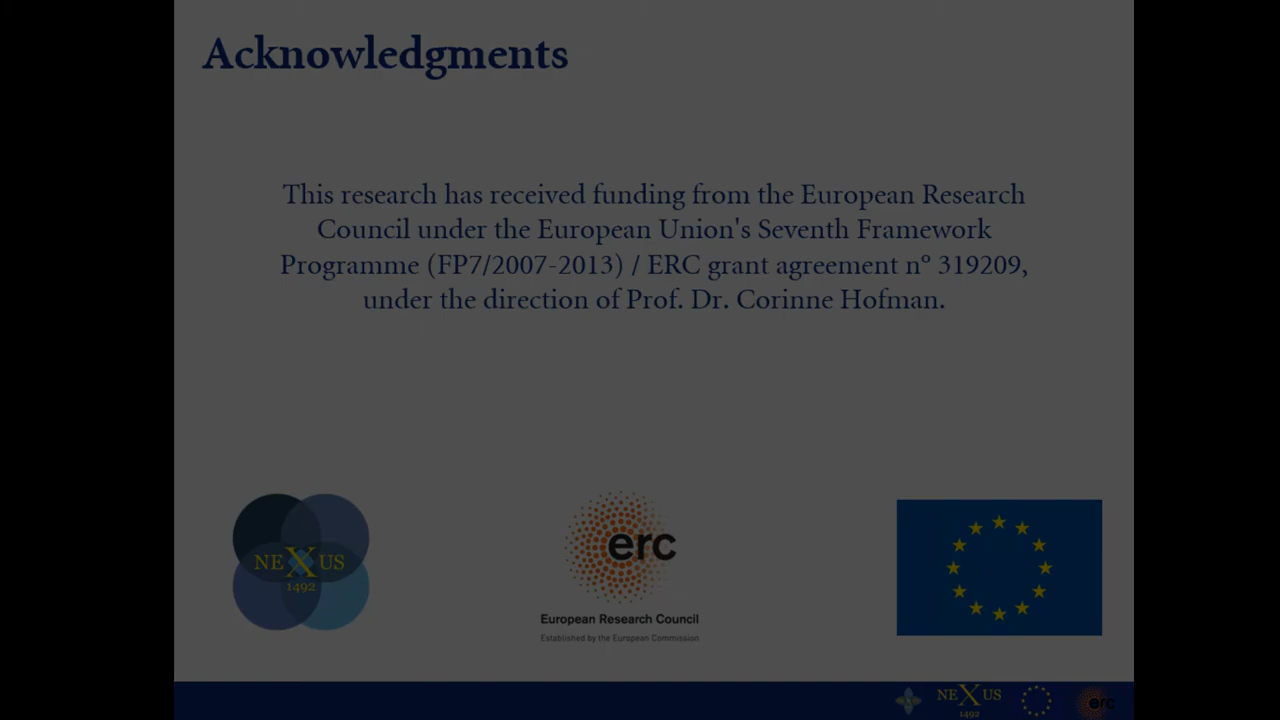 Acknowledgments
This research has received funding from the European Research
Council under the European Union's Seventh Framework
Programme (FP7/2007-2013) / ERC grant agreement nº 319209,
under the direction of Prof. Dr. Corinne Hofman.
NEXUS
1492
erc
European Research Council
Established by the European Commission
NEXUS
1492
erc